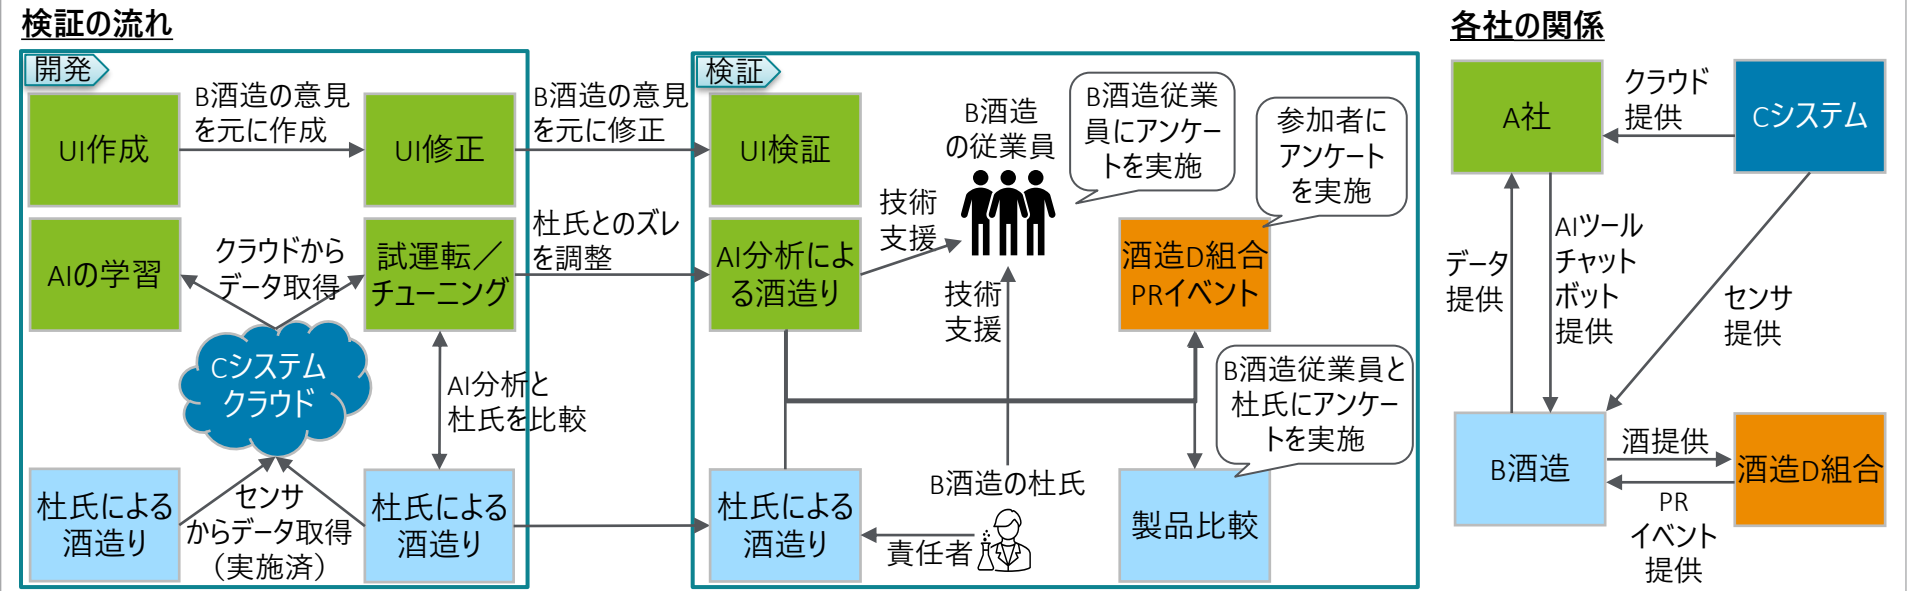 検証の流れ
開発
UI作成
B酒造の意見
を元に作成
UI修正
B酒造の意見
を元に修正
AIの学習
クラウドから
データ取得
試運転／
チューニング
杜氏とのズレ
を調整
Cシステム
クラウド
AI分析と
杜氏を比較
杜氏による
酒造り
センサ
からデータ取得
（実施済）
杜氏による
酒造り
検証
UI検証
B酒造
の従業員
B酒造従業
員にアンケー
トを実施
参加者に
アンケート
を実施
AI分析によ
る酒造り
技術
支援
技術
支援
酒造D組合
PRイベント
B酒造従業員と
杜氏にアンケー
トを実施
杜氏による
酒造り
責任者
B酒造の杜氏
製品比較
各社の関係
A社
クラウド
提供
Cシステム
データ
提供
AIツール
チャット
ボット
提供
センサ
提供
B酒造
酒提供
PR
イベント
提供
酒造D組合